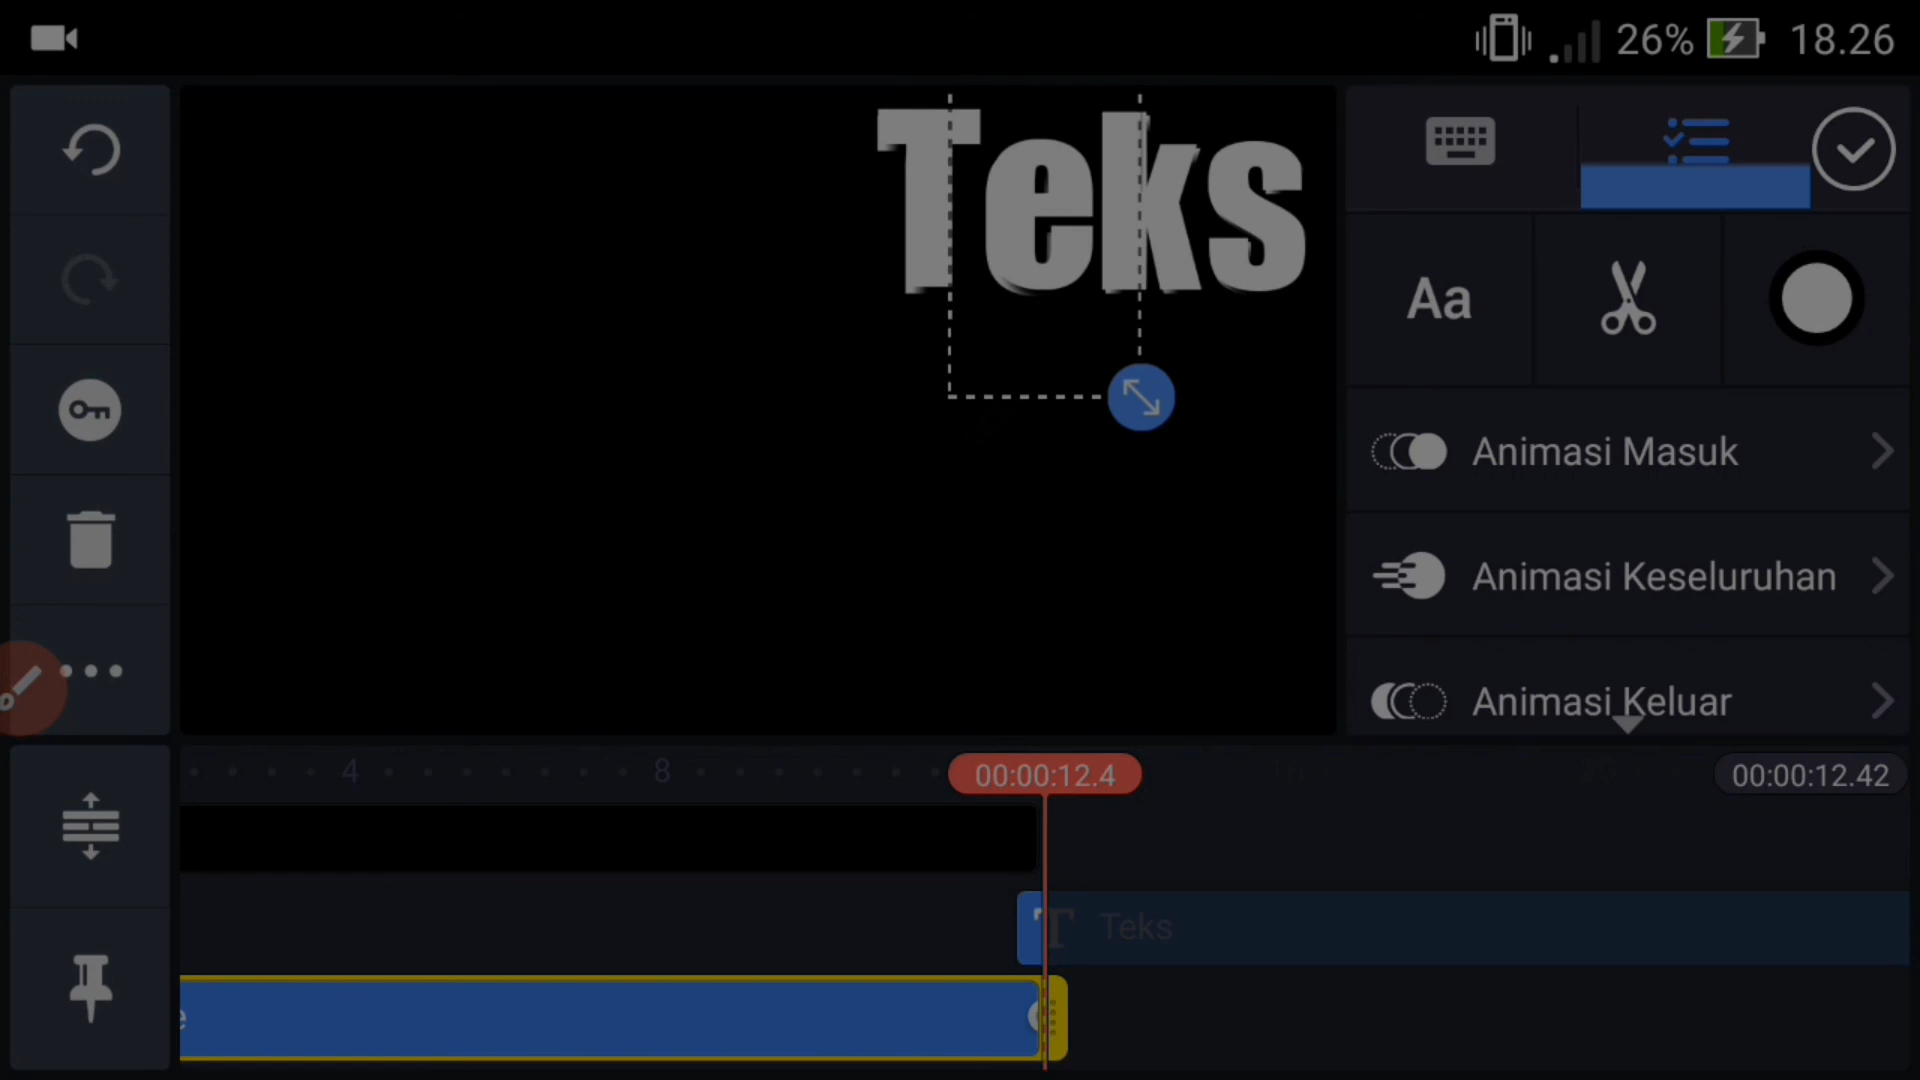 26% 18.26
Teks
Aa
Animasi Masuk
Animasi Keseluruhan
Animasi Keluar
4 8 00:00:12.4 00:00:12.42
T Teks
e